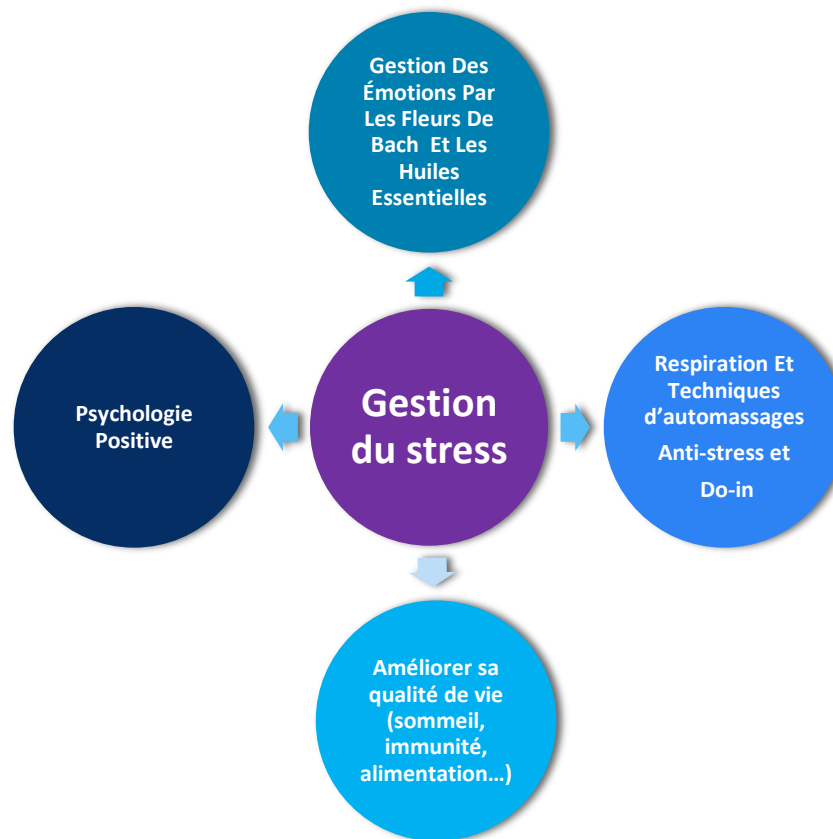 Gestion Des
Émotions Par
Les Fleurs De
Bach Et Les
Huiles
Essentielles
Psychologie
Positive
Gestion
du stress
Respiration Et
Techniques
d’automassages
Anti-stress et
Do-in
Améliorer sa
qualité de vie
(sommeil,
immunité,
alimentation…)